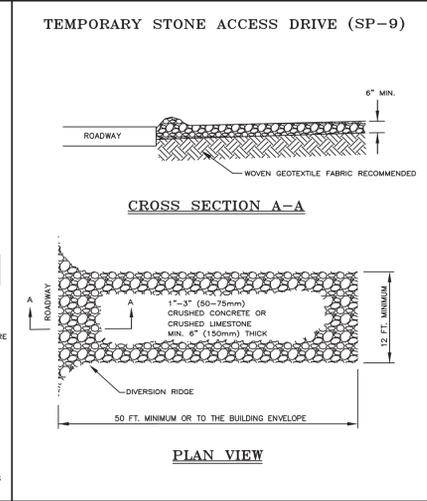 TEMPORARY STONE ACCESS DRIVE (SP-9)
6" MIN.
ROADWAY
WOVEN GEOTEXTILE FABRIC RECOMMENDED
CROSS SECTION A-A
A
ROADWAY
A
1"-3" (50-75mm)
CRUSHED CONCRETE OR
CRUSHED LIMESTONE
MIN. 6" (150mm) THICK
12 FT. MINIMUM
DIVERSION RIDGE
50 FT. MINIMUM OR TO THE BUILDING ENVELOPE
PLAN VIEW